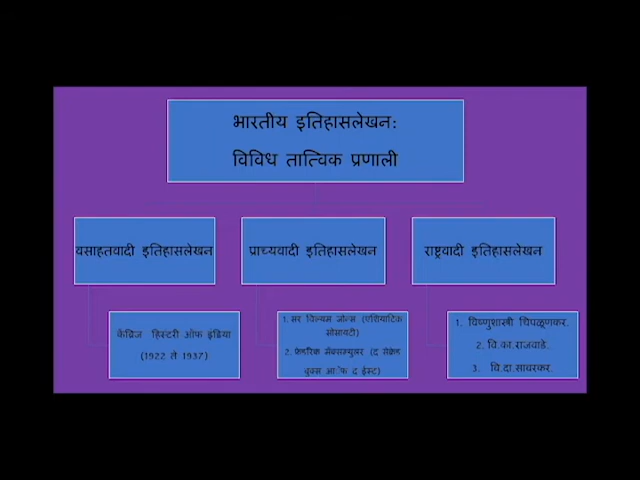 भारतीय इतिहासलेखन:
विविध तात्विक प्रणाली
वसाहतवादी इतिहासलेखन
प्राच्यवादी इतिहासलेखन
राष्ट्रवादी इतिहासलेखन
केंब्रिज हिस्टरी ऑफ इंडिया
(1922 ते 1937)
1. सर विल्यम जोन्स (एशियाटिक
सोसायटी)
2. फ्रेडरिक मॅक्सम्युलर (द सेक्रेड
बुक्स ऑफ द ईस्ट)
1. विष्णुशास्त्री चिपळूणकर.
2. वि.का.राजवाडे.
3. वि.दा.सावरकर.